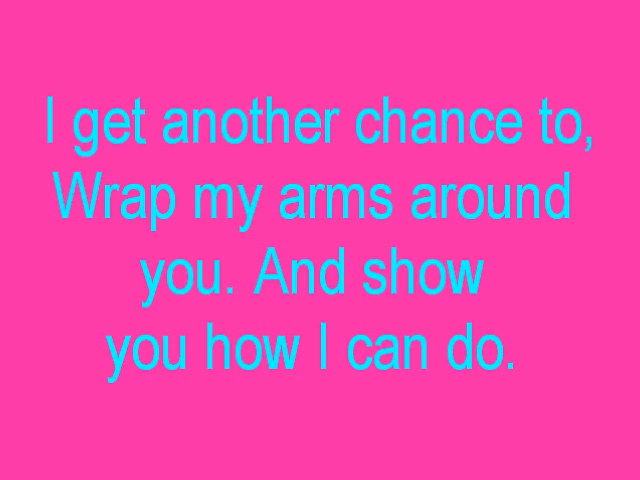 I get another chance to,
Wrap my arms around
you. And show
you how I can do.